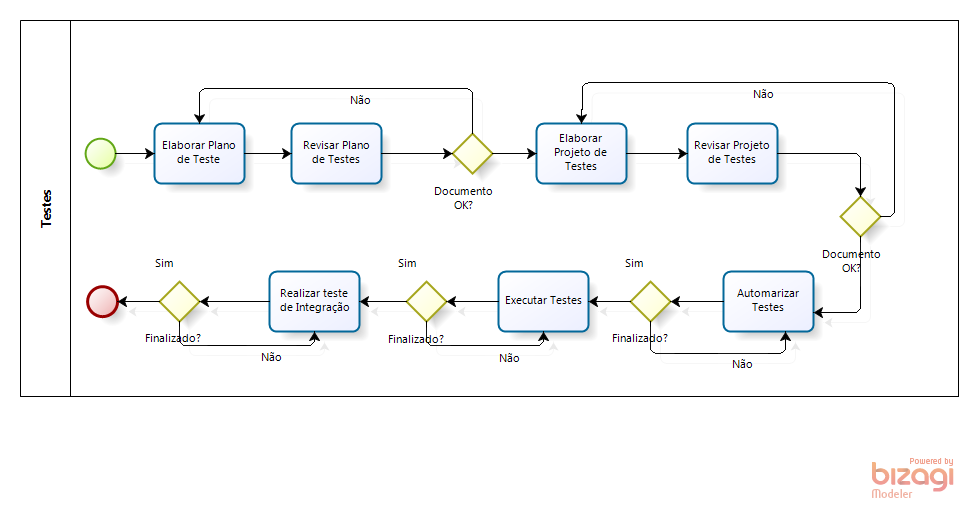 Testes
Não
Elaborar Plano
de Teste
Revisar Plano
de Testes
Documento
OK?
Não
Elaborar
Projeto de
Testes
Revisar Projeto
de Testes
Documento
OK?
Sim
Finalizado?
Não
Realizar teste
de Integração
Sim
Finalizado?
Não
Executar Testes
Sim
Finalizado?
Não
Automarizar
Testes
Powered by
bizagi
Modeler